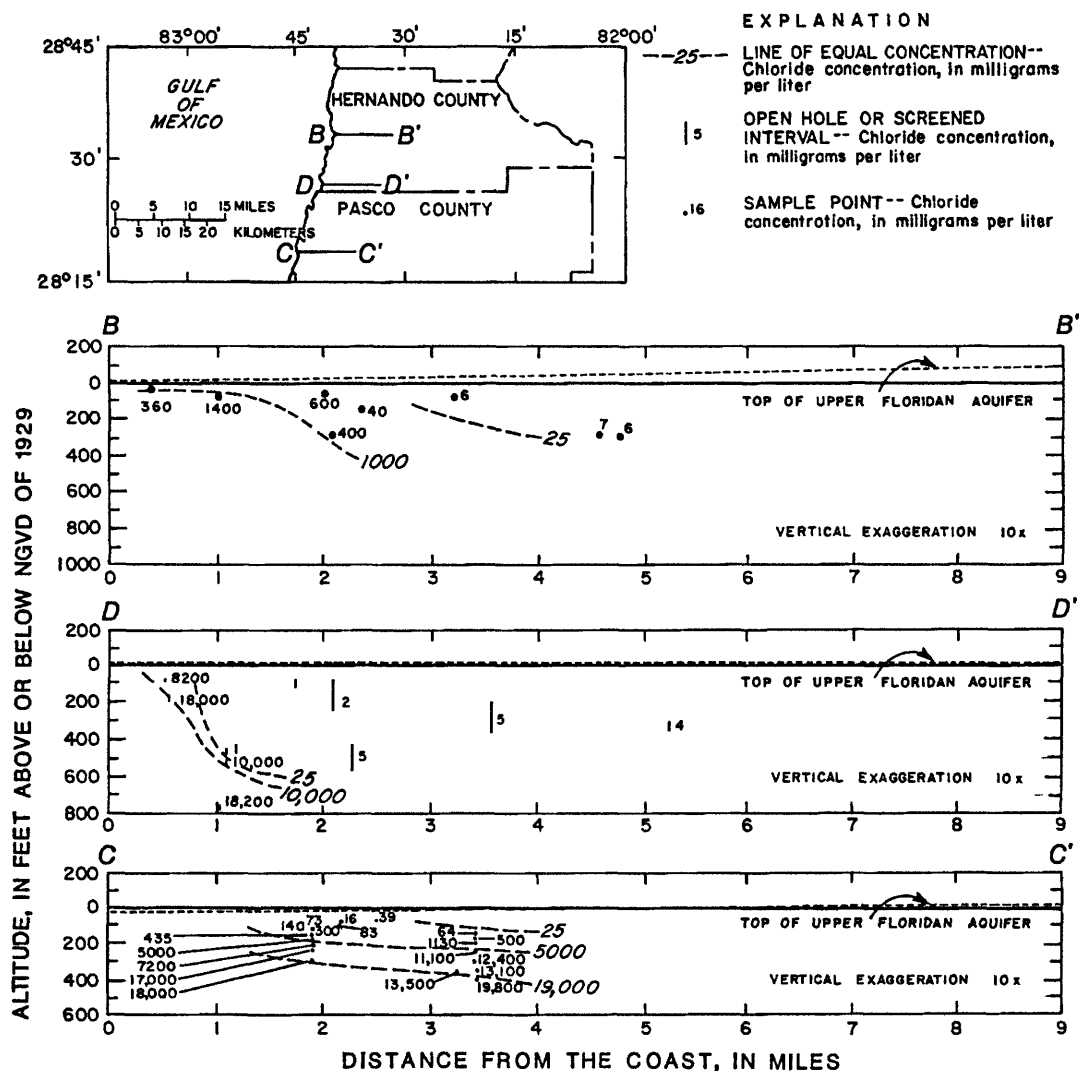 83°00' 45' 30' 15' 82°00'
28°45'
GULF
OF
MEXICO
HERNANDO COUNTY
B B'
30'
D D'
PASCO COUNTY
0 5 10 15 MILES
0 5 10 15 20 KILOMETERS
C C'
28°15'
EXPLANATION
25 LINE OF EQUAL CONCENTRATION--
Chloride concentration, in milligrams
per liter
5 OPEN HOLE OR SCREENED
INTERVAL-- Chloride concentration,
in milligrams per liter
.16 SAMPLE POINT-- Chloride
concentration, in milligrams per liter
ALTITUDE, IN FEET ABOVE OR BELOW NGVD OF 1929
B B'
200
0
200
400
600
800
1000
360 1400 600 40 6
400 1000 25 7 6
TOP OF UPPER FLORIDAN AQUIFER
VERTICAL EXAGGERATION 10x
0 1 2 3 4 5 6 7 8 9
D D'
200
0
200
400
600
800
8200
18,000 2 5 4
10,000 5
25
10,000
18,200
TOP OF UPPER FLORIDAN AQUIFER
VERTICAL EXAGGERATION 10x
0 1 2 3 4 5 6 7 8 9
C C'
200
0
200
400
600
73 16 39
140 300 83 64 25
435 1130 500
5000 5000
7200 11,100 12,400
17,000 13,100
18,000 13,500 19,800 19,000
TOP OF UPPER FLORIDAN AQUIFER
VERTICAL EXAGGERATION 10x
0 1 2 3 4 5 6 7 8 9
DISTANCE FROM THE COAST, IN MILES